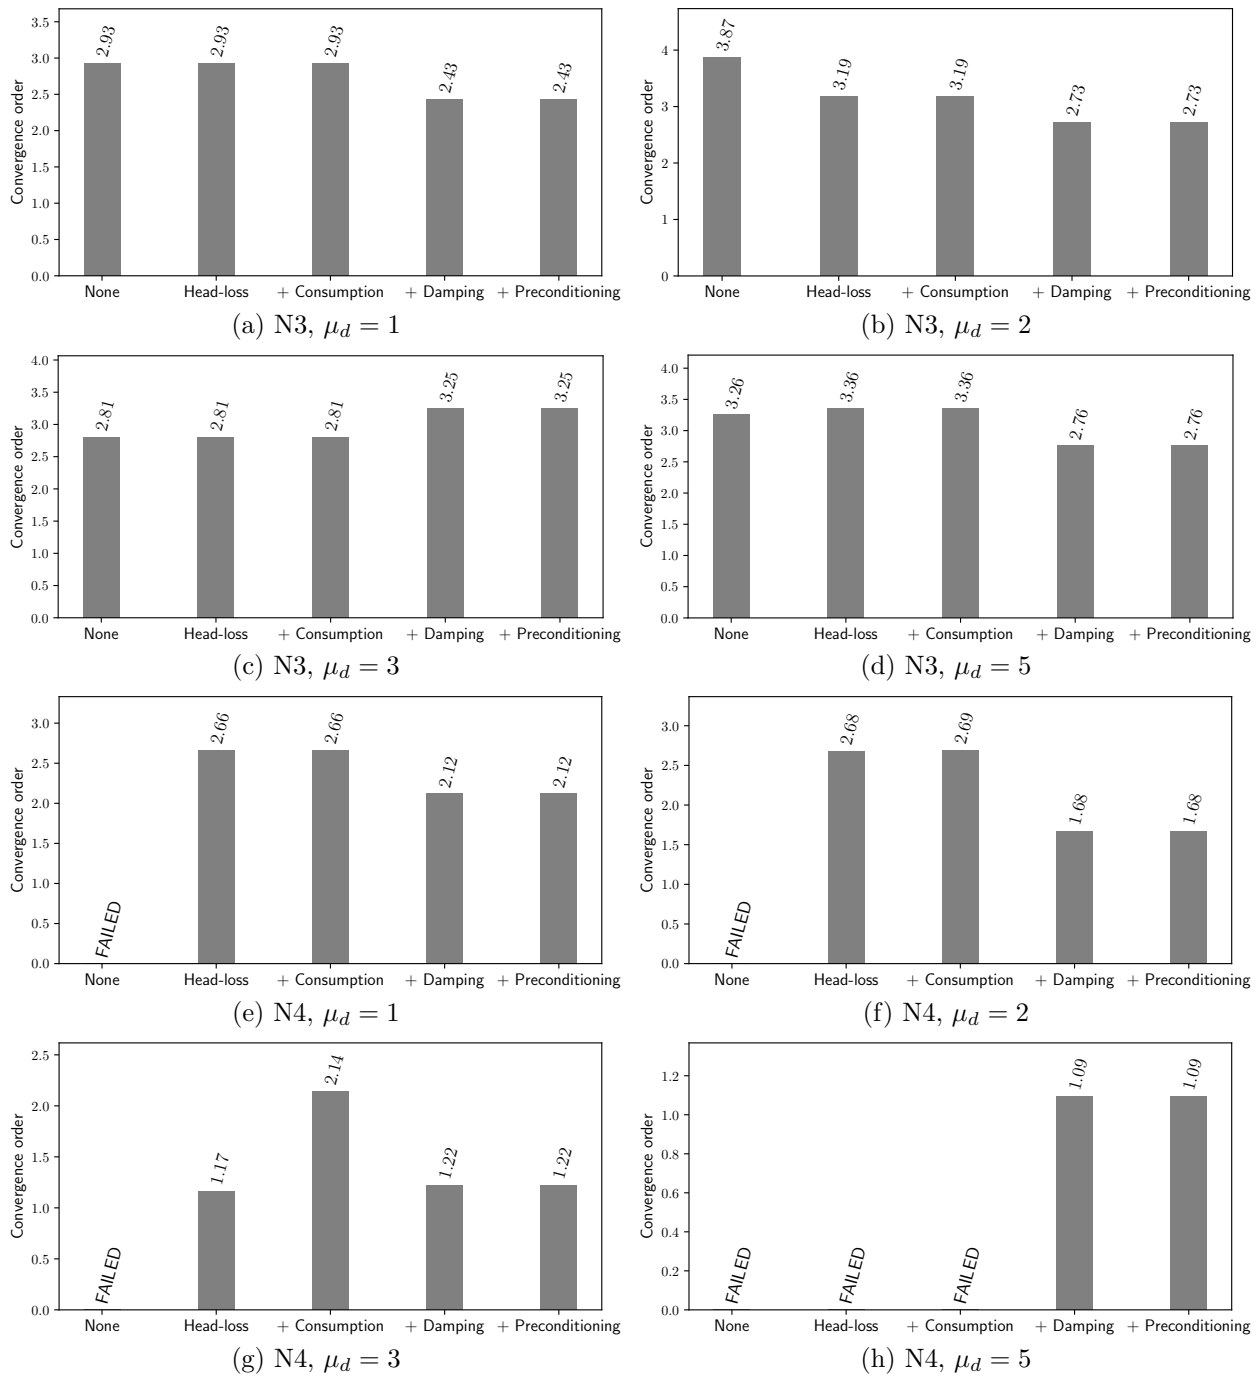 Convergence order
3.5
3.0
2.5
2.0
1.5
1.0
0.5
0.0
2.93
2.93
2.93
2.43
2.43
None
Head-loss
+ Consumption
+ Damping
+ Preconditioning
(a) N3, μ_d = 1
Convergence order
4
3
2
1
0
3.87
3.19
3.19
2.73
2.73
None
Head-loss
+ Consumption
+ Damping
+ Preconditioning
(b) N3, μ_d = 2
Convergence order
4.0
3.5
3.0
2.5
2.0
1.5
1.0
0.5
0.0
2.81
2.81
2.81
3.25
3.25
None
Head-loss
+ Consumption
+ Damping
+ Preconditioning
(c) N3, μ_d = 3
Convergence order
4.0
3.5
3.0
2.5
2.0
1.5
1.0
0.5
0.0
3.26
3.36
3.36
2.76
2.76
None
Head-loss
+ Consumption
+ Damping
+ Preconditioning
(d) N3, μ_d = 5
Convergence order
3.0
2.5
2.0
1.5
1.0
0.5
0.0
FAILED
2.66
2.66
2.12
2.12
None
Head-loss
+ Consumption
+ Damping
+ Preconditioning
(e) N4, μ_d = 1
Convergence order
3.0
2.5
2.0
1.5
1.0
0.5
0.0
FAILED
2.68
2.69
1.68
1.68
None
Head-loss
+ Consumption
+ Damping
+ Preconditioning
(f) N4, μ_d = 2
Convergence order
2.5
2.0
1.5
1.0
0.5
0.0
FAILED
1.17
2.14
1.22
1.22
None
Head-loss
+ Consumption
+ Damping
+ Preconditioning
(g) N4, μ_d = 3
Convergence order
1.2
1.0
0.8
0.6
0.4
0.2
0.0
FAILED
FAILED
FAILED
1.09
1.09
None
Head-loss
+ Consumption
+ Damping
+ Preconditioning
(h) N4, μ_d = 5